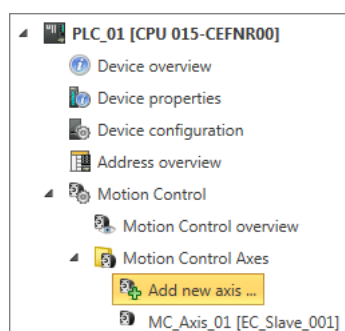 PLC_01 [CPU 015-CEFNR00]
Device overview
Device properties
Device configuration
Address overview
Motion Control
Motion Control overview
Motion Control Axes
Add new axis ...
MC_Axis_01 [EC_Slave_001]